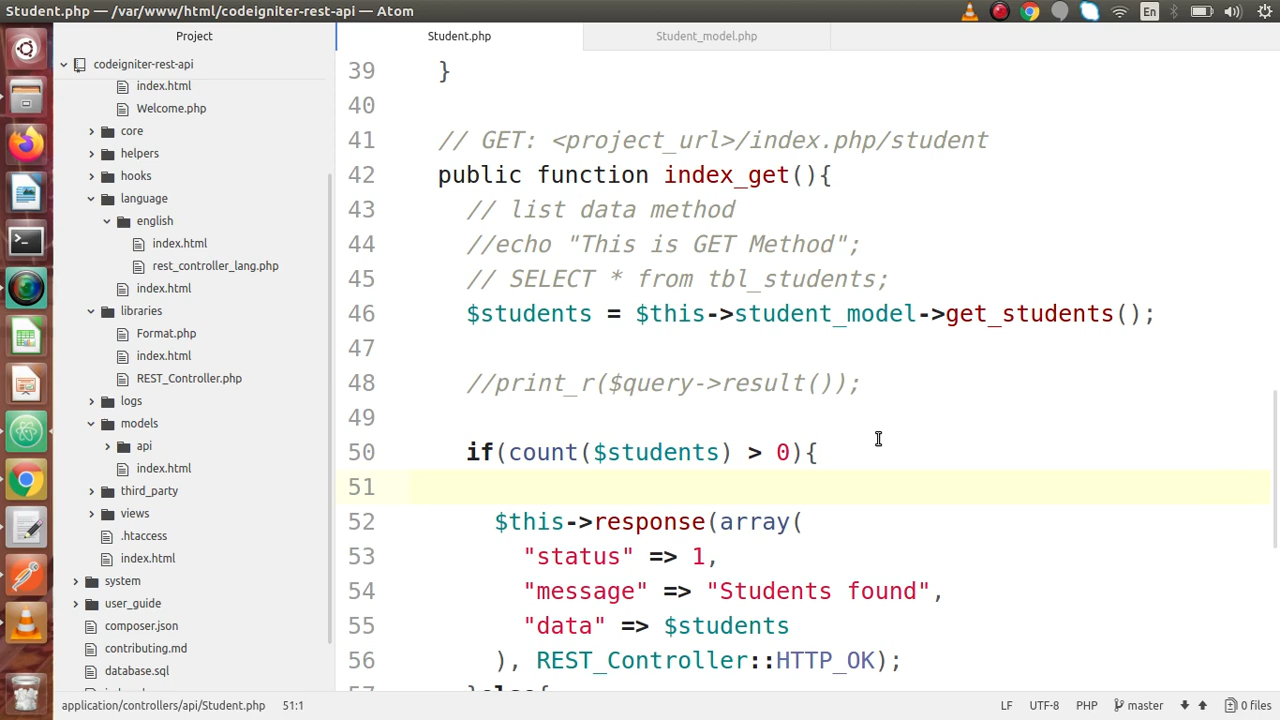 Student.php — /var/www/html/codeigniter-rest-api — Atom
En
Project
codeigniter-rest-api
index.html
Welcome.php
core
helpers
hooks
language
english
index.html
rest_controller_lang.php
index.html
libraries
Format.php
index.html
REST_Controller.php
logs
models
api
index.html
third_party
views
.htaccess
index.html
system
user_guide
composer.json
contributing.md
database.sql
Student.php
Student_model.php
39 }
40
41 // GET: <project_url>/index.php/student
42 public function index_get(){
43 // list data method
44 //echo "This is GET Method";
45 // SELECT * from tbl_students;
46 $students = $this->student_model->get_students();
47
48 //print_r($query->result());
49
50 if(count($students) > 0){
51
52 $this->response(array(
53 "status" => 1,
54 "message" => "Students found",
55 "data" => $students
56 ), REST_Controller::HTTP_OK);
57 }else{
application/controllers/api/Student.php 51:1
LF UTF-8 PHP master 0 files